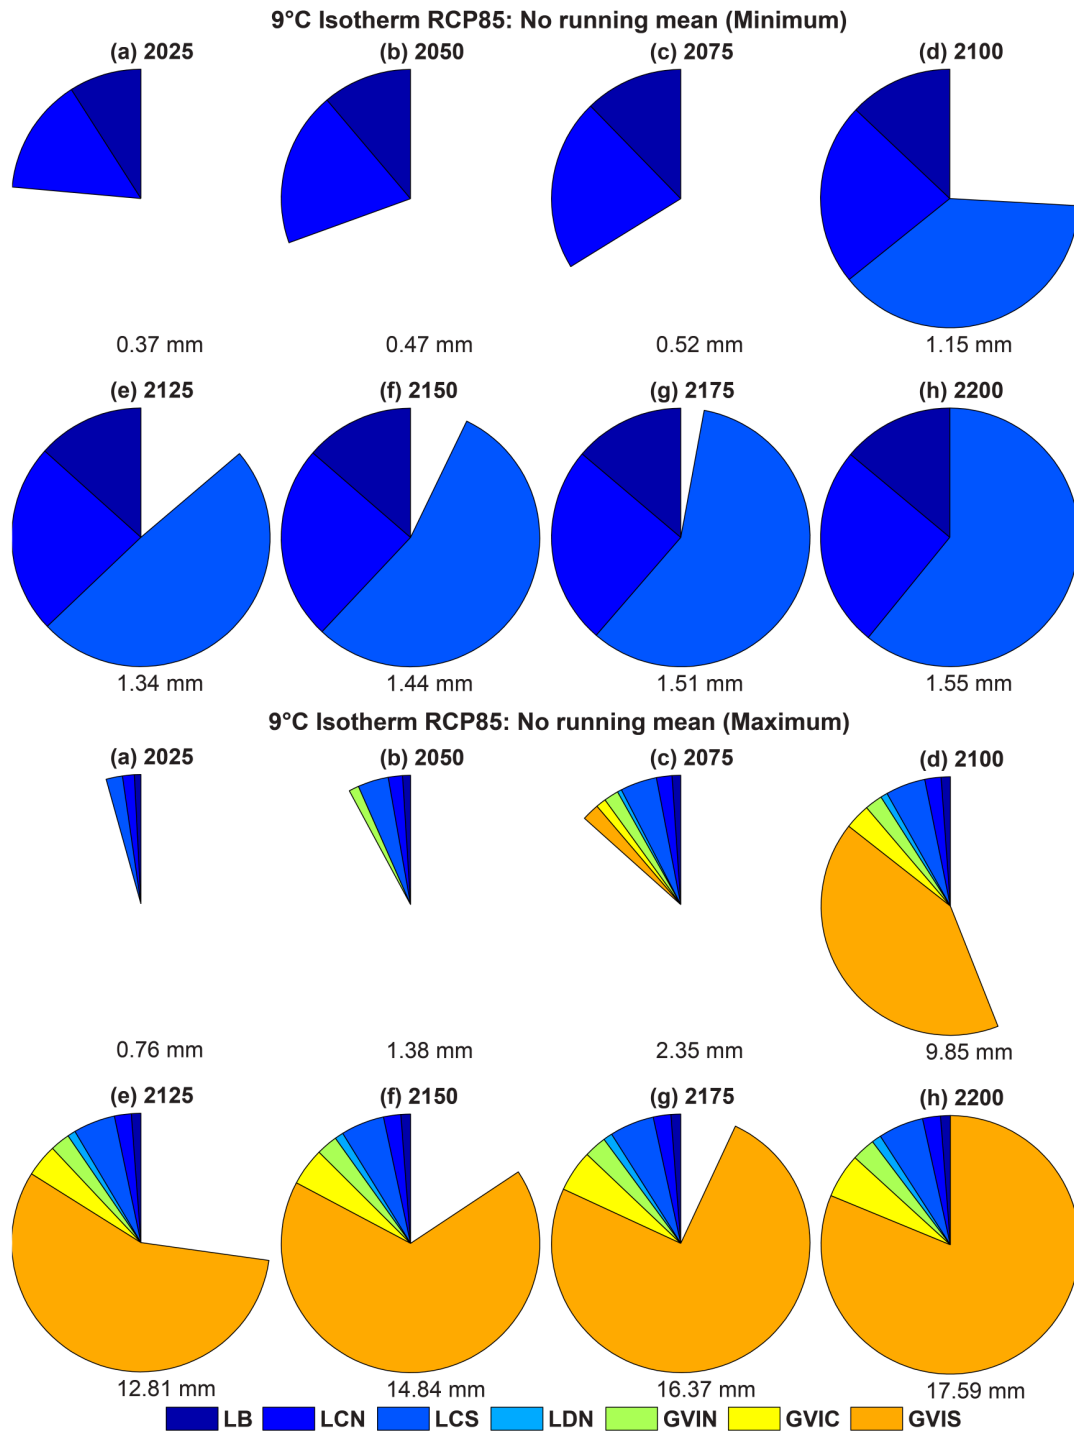 9°C Isotherm RCP85: No running mean (Minimum)
(a) 2025 (b) 2050 (c) 2075 (d) 2100
0.37 mm 0.47 mm 0.52 mm 1.15 mm
(e) 2125 (f) 2150 (g) 2175 (h) 2200
1.34 mm 1.44 mm 1.51 mm 1.55 mm
9°C Isotherm RCP85: No running mean (Maximum)
(a) 2025 (b) 2050 (c) 2075 (d) 2100
0.76 mm 1.38 mm 2.35 mm 9.85 mm
(e) 2125 (f) 2150 (g) 2175 (h) 2200
12.81 mm 14.84 mm 16.37 mm 17.59 mm
LB LCN LCS LDN GVIN GVIC GVIS